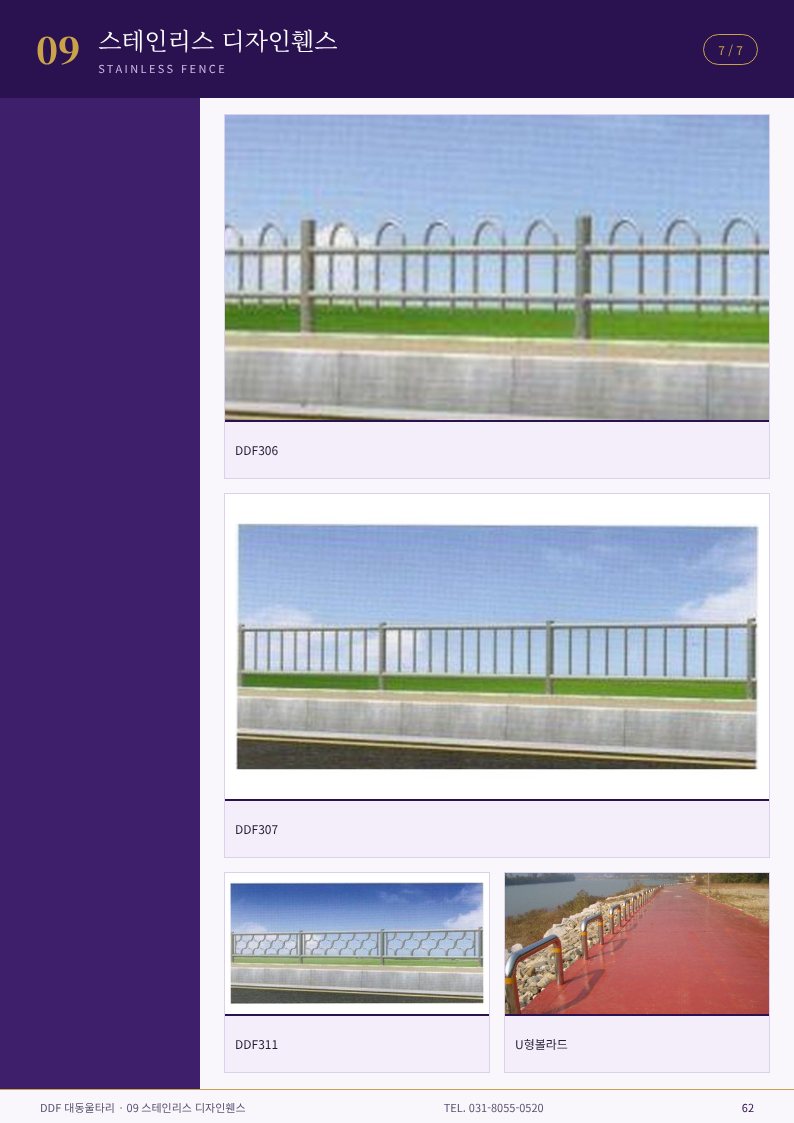 09
스테인리스 디자인휀스
STAINLESS FENCE
7 / 7
DDF306
DDF307
DDF311
U형볼라드
DDF 대동울타리 · 09 스테인리스 디자인휀스
TEL. 031-8055-0520
62